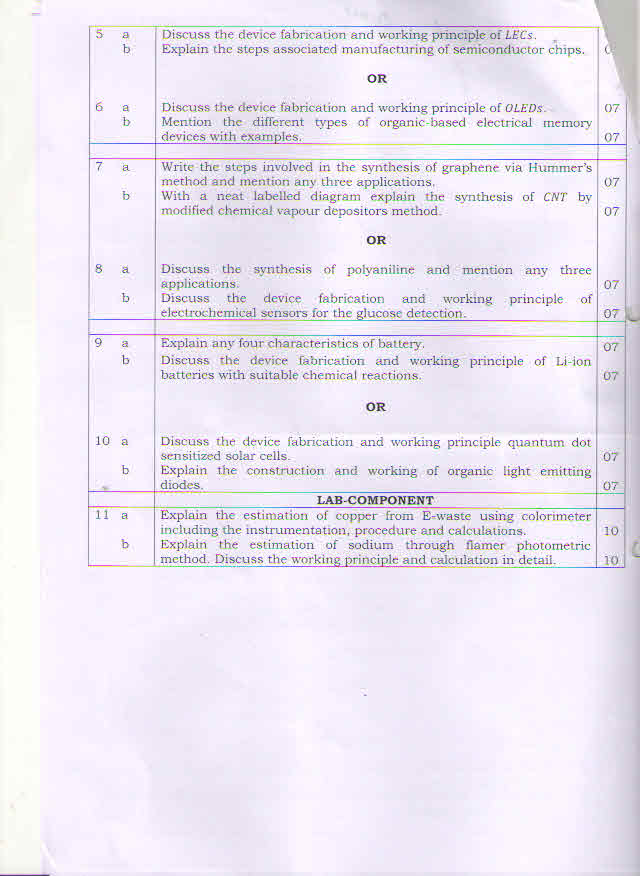 5 a Discuss the device fabrication and working principle of LECs.
b Explain the steps associated manufacturing of semiconductor chips.
OR
6 a Discuss the device fabrication and working principle of OLEDs. 07
b Mention the different types of organic-based electrical memory
devices with examples. 07
7 a Write the steps involved in the synthesis of graphene via Hummer's
method and mention any three applications. 07
b With a neat labelled diagram explain the synthesis of CNT by
modified chemical vapour depositors method. 07
OR
8 a Discuss the synthesis of polyaniline and mention any three
applications. 07
b Discuss the device fabrication and working principle of
electrochemical sensors for the glucose detection. 07
9 a Explain any four characteristics of battery. 07
b Discuss the device fabrication and working principle of Li-ion
batteries with suitable chemical reactions. 07
OR
10 a Discuss the device fabrication and working principle quantum dot
sensitized solar cells. 07
b Explain the construction and working of organic light emitting
diodes. 07
LAB-COMPONENT
11 a Explain the estimation of copper from E-waste using colorimeter
including the instrumentation, procedure and calculations. 10
b Explain the estimation of sodium through flamer photometric
method. Discuss the working principle and calculation in detail. 10